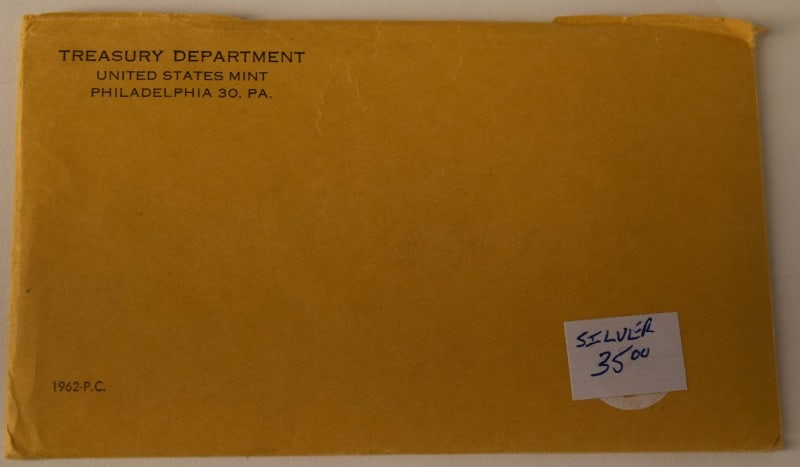 TREASURY DEPARTMENT
UNITED STATES MINT
PHILADELPHIA 30, PA.
SILVER
35⁰⁰
1962-P.C.